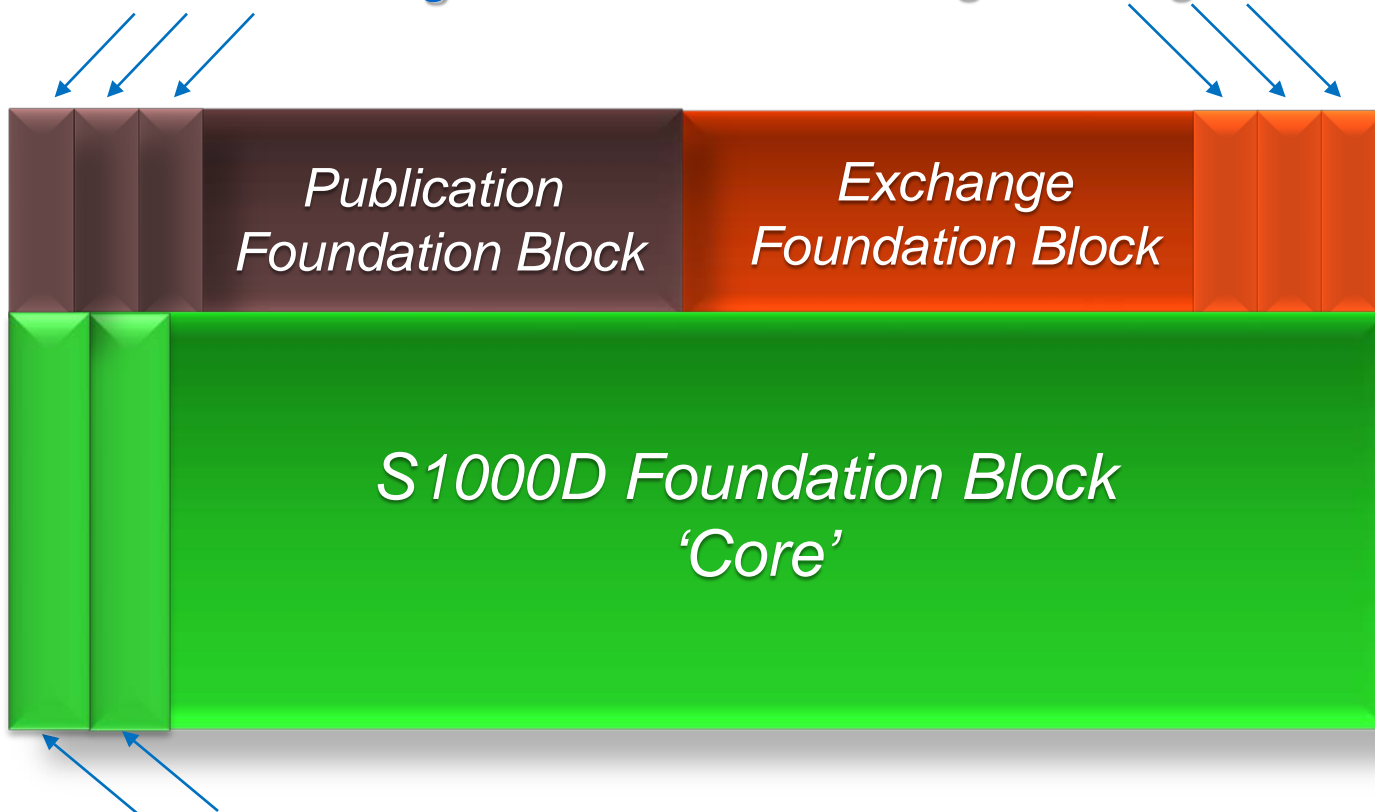 Publication
Foundation Block
Exchange
Foundation Block
S1000D Foundation Block
‘Core’